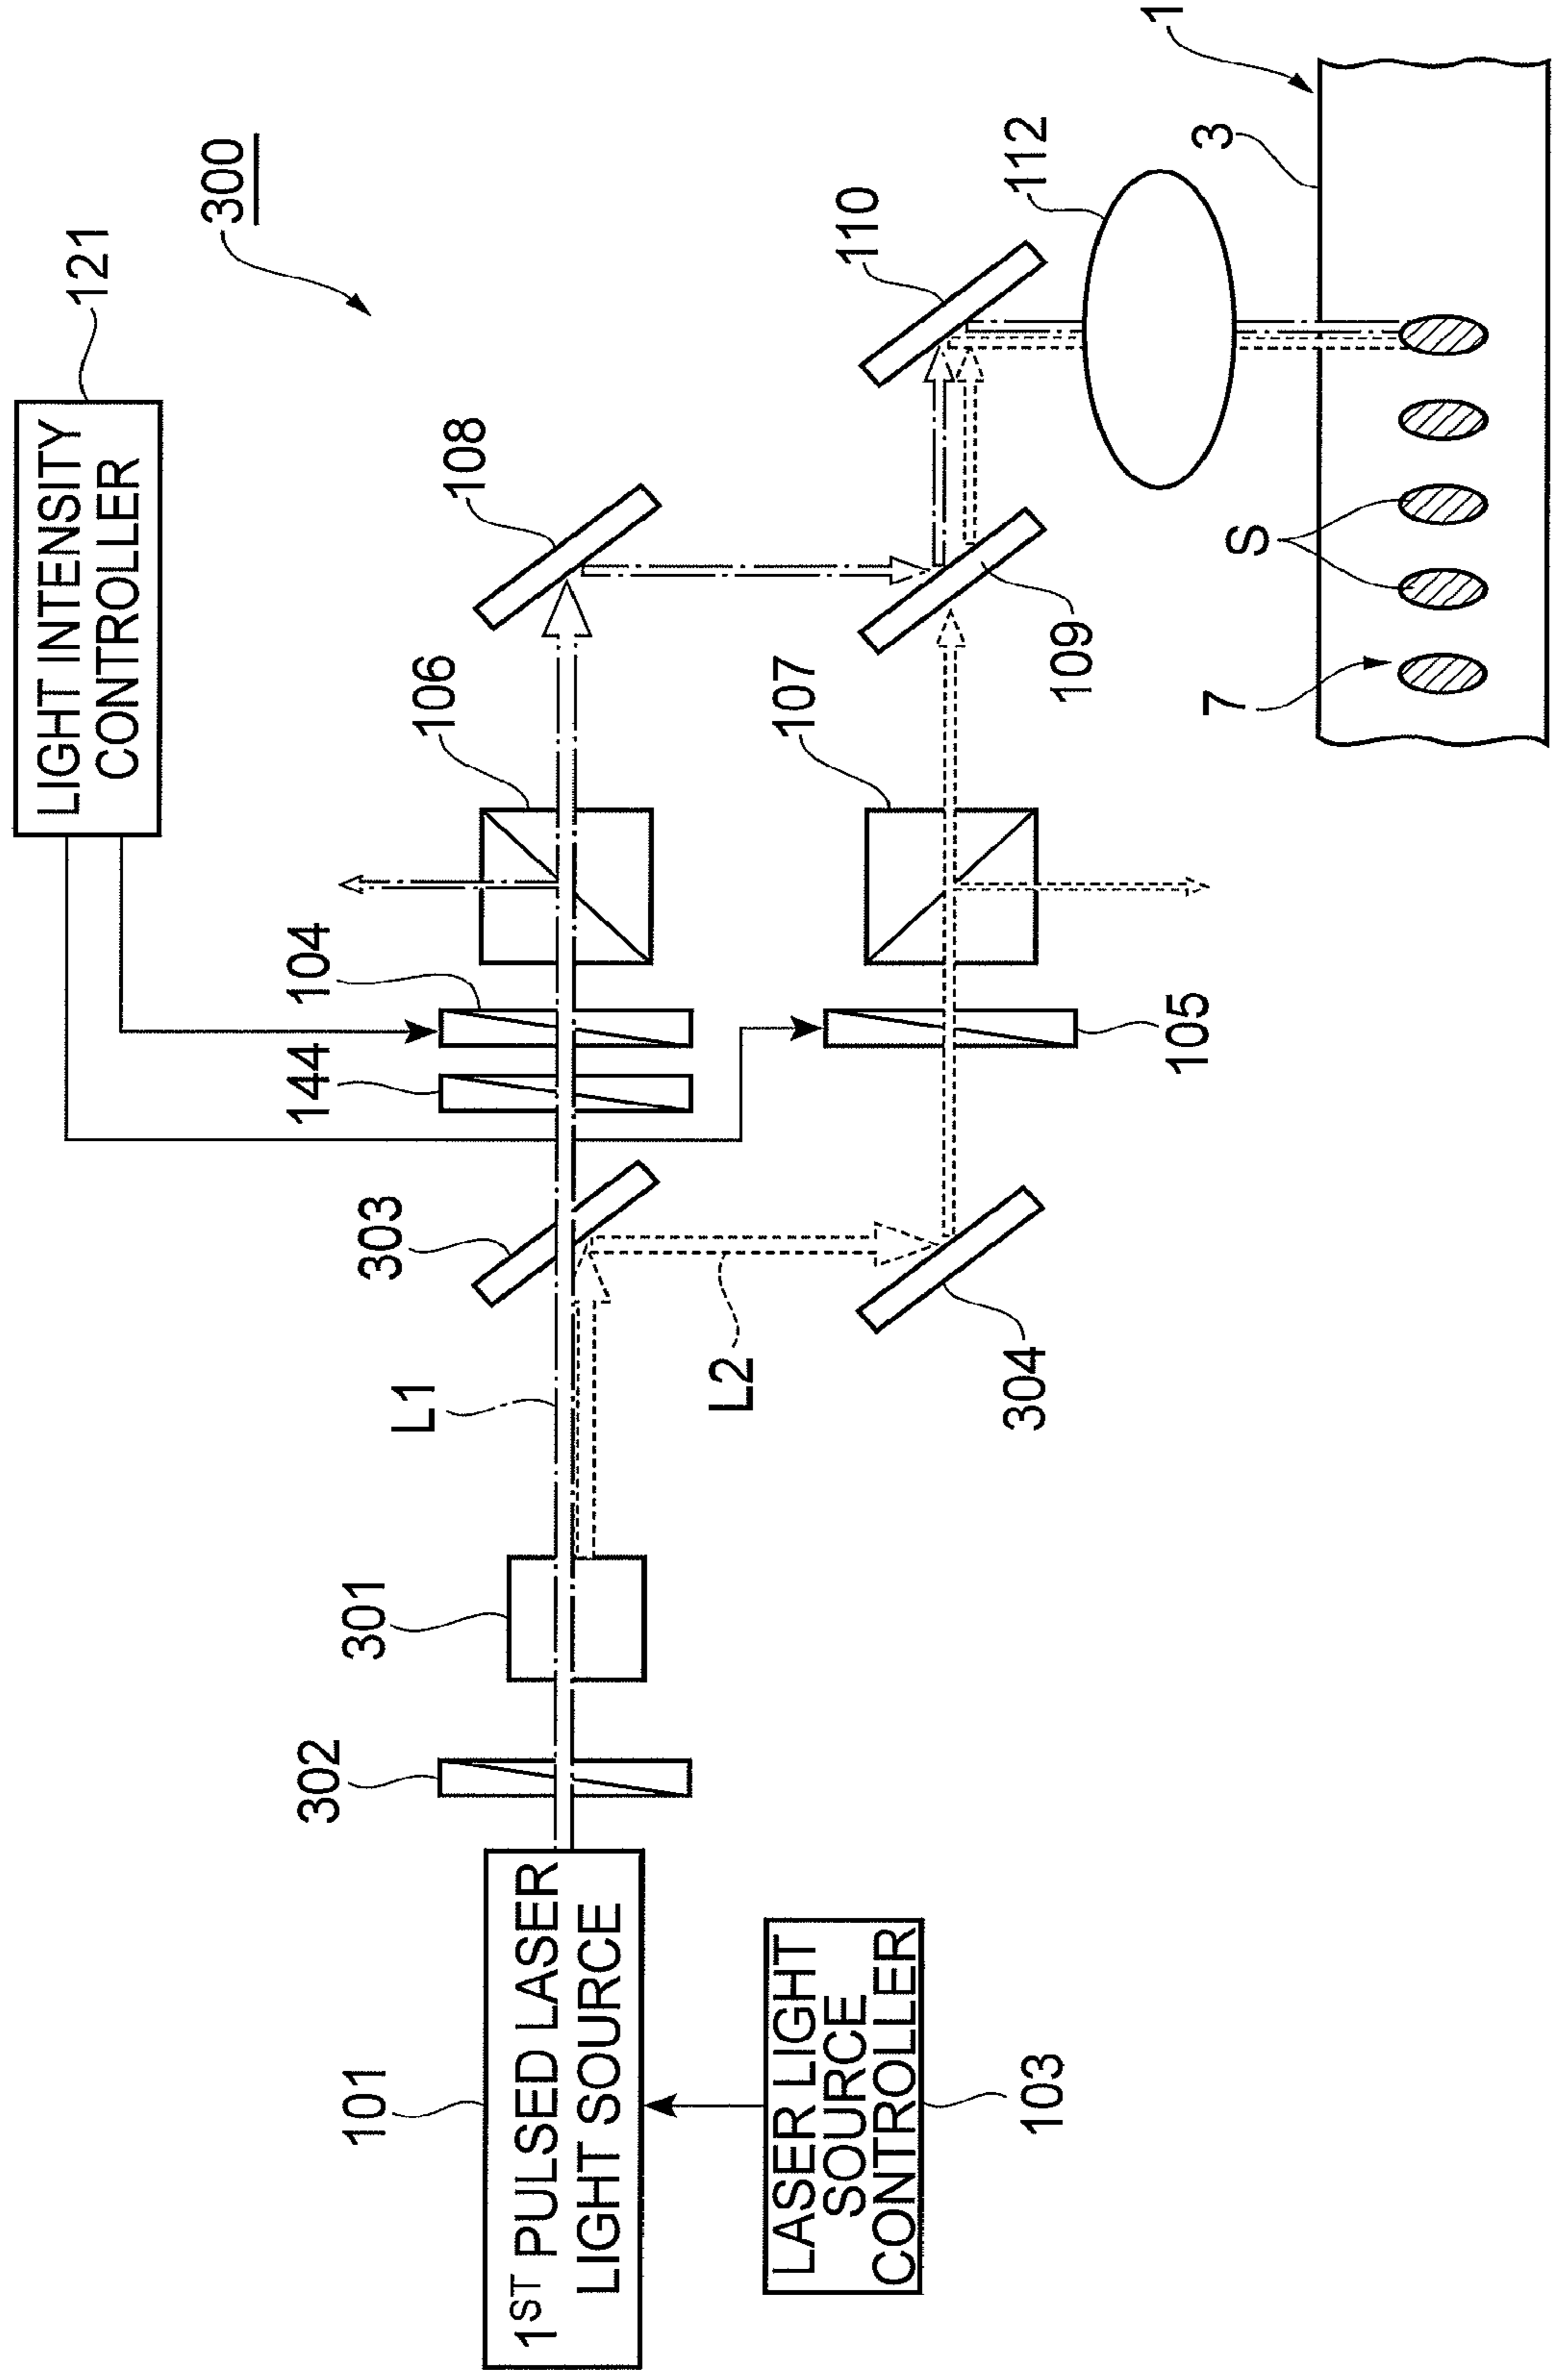 300
LIGHT INTENSITY
CONTROLLER
121
1ST PULSED LASER
LIGHT SOURCE
101
302
301
L1
303
144
104
106
108
LASER LIGHT
SOURCE
CONTROLLER
103
L2
304
105
107
109
110
112
7
S
3
1